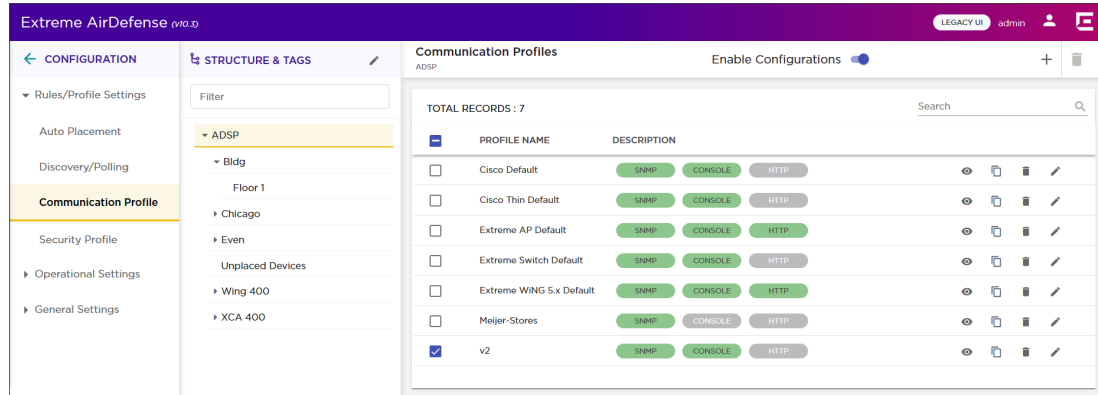 Extreme AirDefense (v10.3)
LEGACY UI admin
CONFIGURATION
Rules/Profile Settings
Auto Placement
Discovery/Polling
Communication Profile
Security Profile
Operational Settings
General Settings
STRUCTURE & TAGS
Filter
ADSP
Bldg
Floor 1
Chicago
Even
Unplaced Devices
Wing 400
XCA 400
Communication Profiles
ADSP
Enable Configurations
TOTAL RECORDS : 7
Search
PROFILE NAME DESCRIPTION
Cisco Default SNMP CONSOLE HTTP
Cisco Thin Default SNMP CONSOLE HTTP
Extreme AP Default SNMP CONSOLE HTTP
Extreme Switch Default SNMP CONSOLE HTTP
Extreme WiNG 5.x Default SNMP CONSOLE HTTP
Meijer-Stores SNMP CONSOLE HTTP
v2 SNMP CONSOLE HTTP